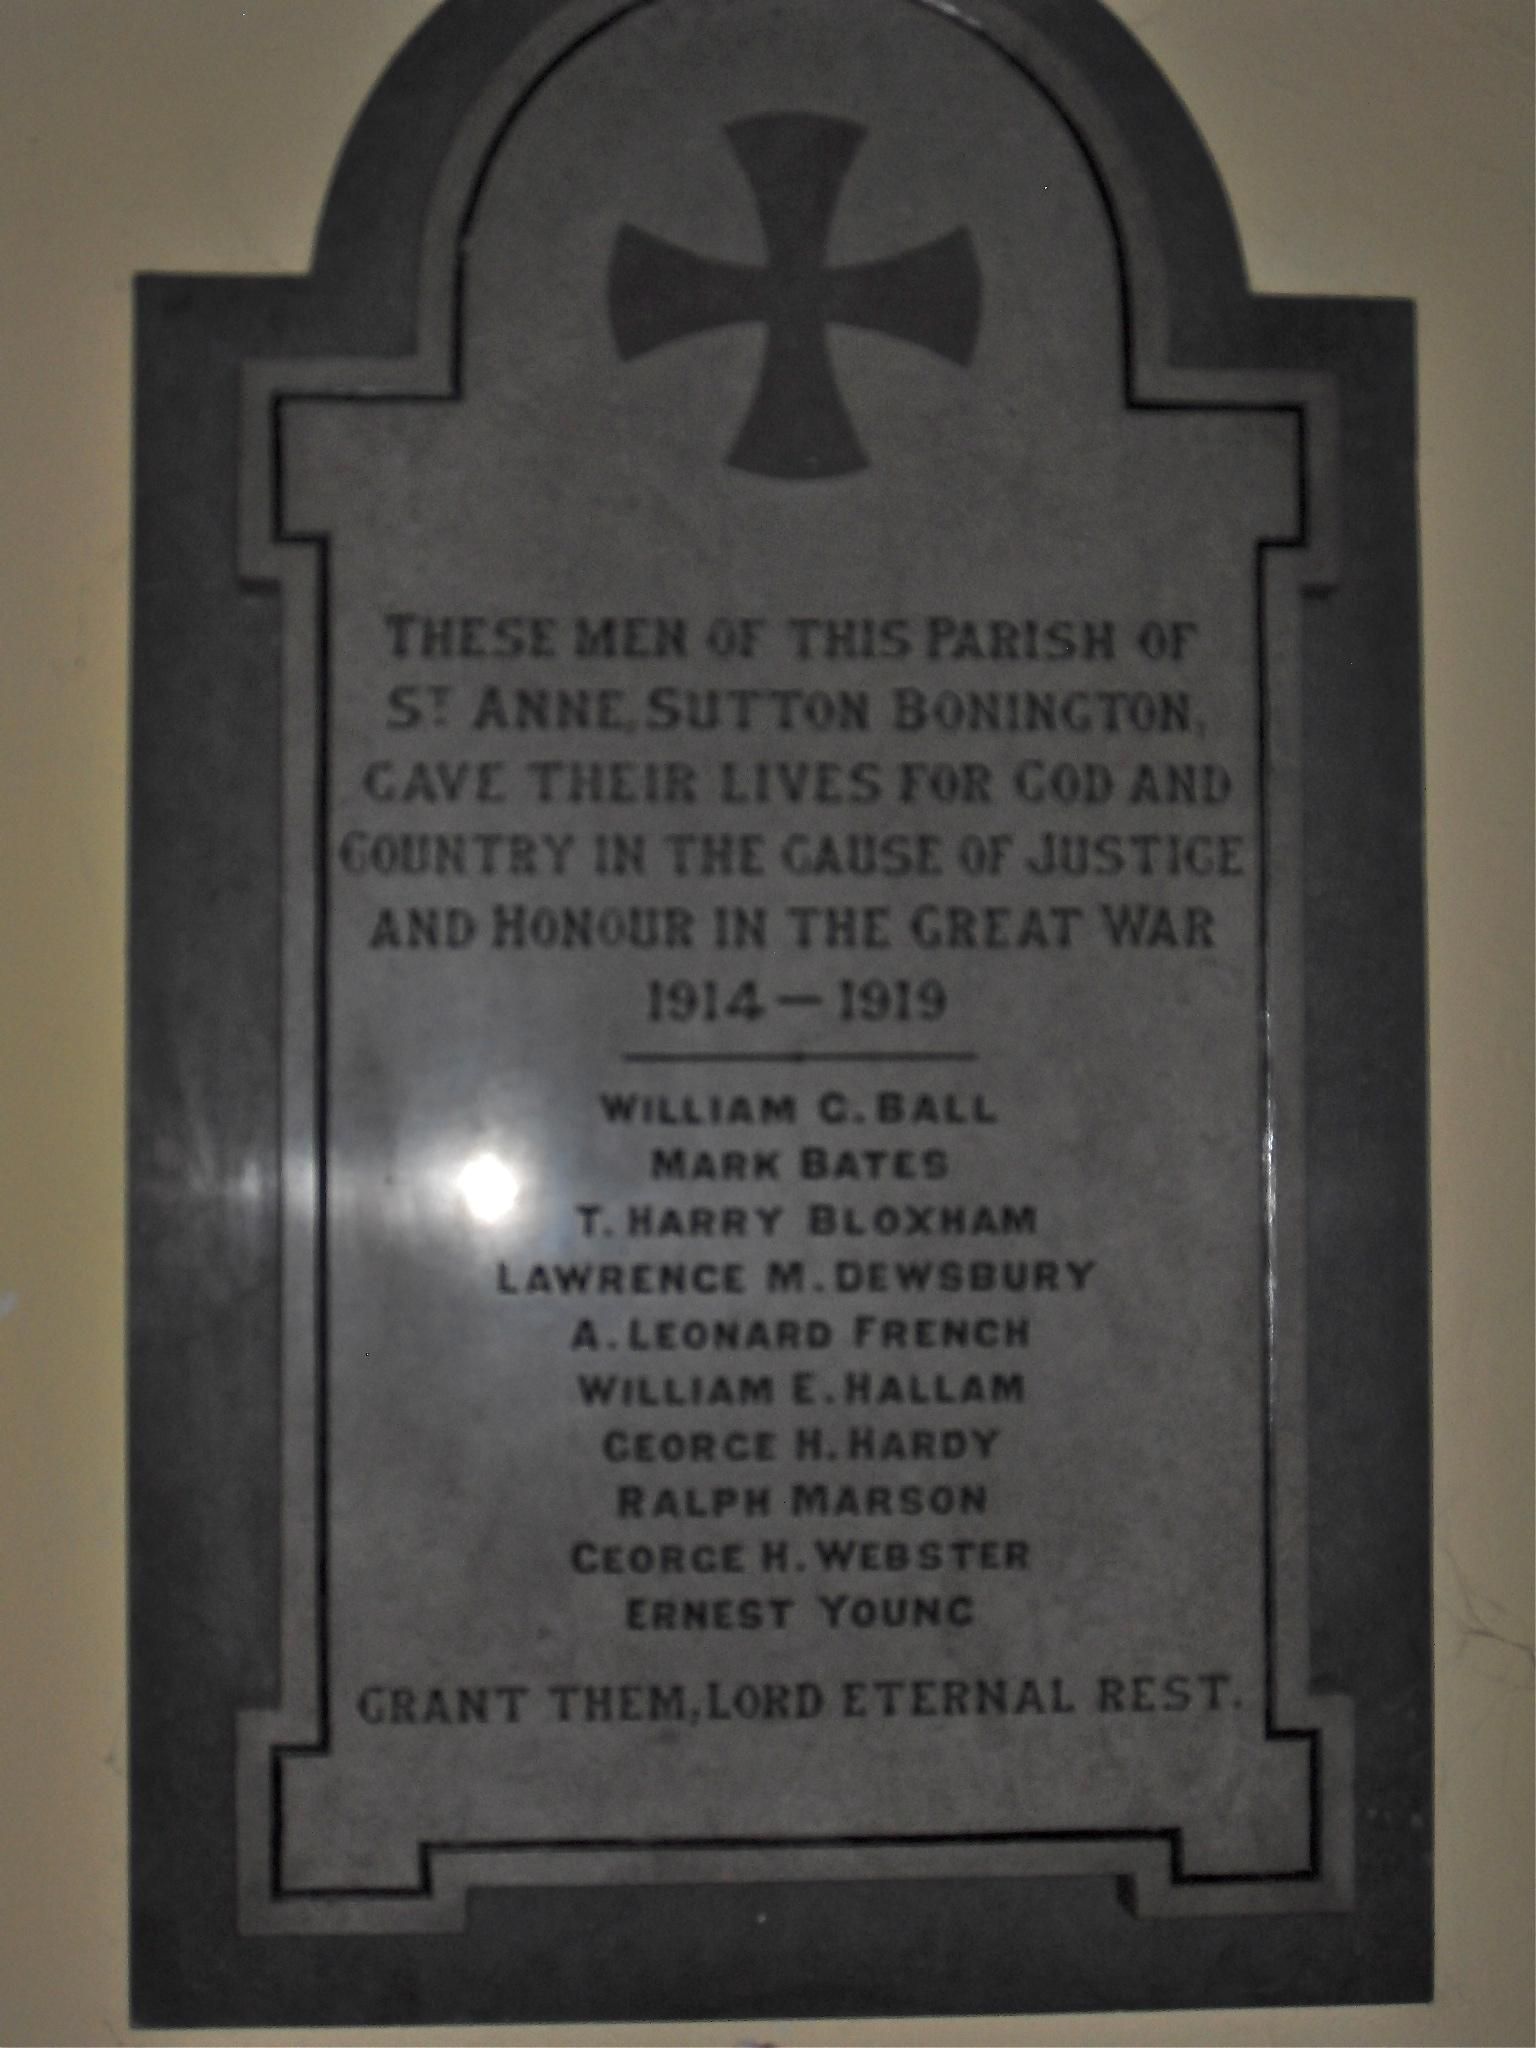 THESE MEN OF THIS PARISH OF
ST ANNE, SUTTON BONINGTON,
GAVE THEIR LIVES FOR GOD AND
COUNTRY IN THE CAUSE OF JUSTICE
AND HONOUR IN THE GREAT WAR
1914 — 1919
WILLIAM C. BALL
MARK BATES
T. HARRY BLOXHAM
LAWRENCE M. DEWSBURY
A. LEONARD FRENCH
WILLIAM E. HALLAM
GEORGE H. HARDY
RALPH MARSON
GEORGE H. WEBSTER
ERNEST YOUNG
GRANT THEM, LORD ETERNAL REST.